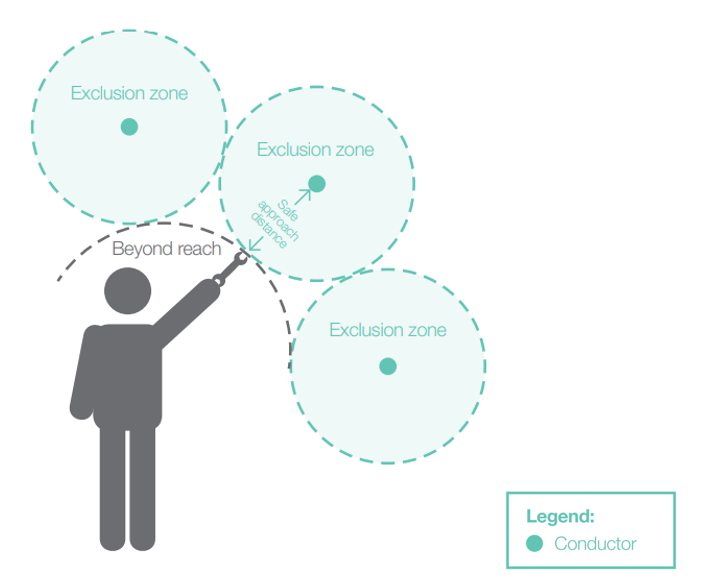 Exclusion zone
Exclusion zone
Safe
approach
distance
Beyond reach
Exclusion zone
Legend:
Conductor